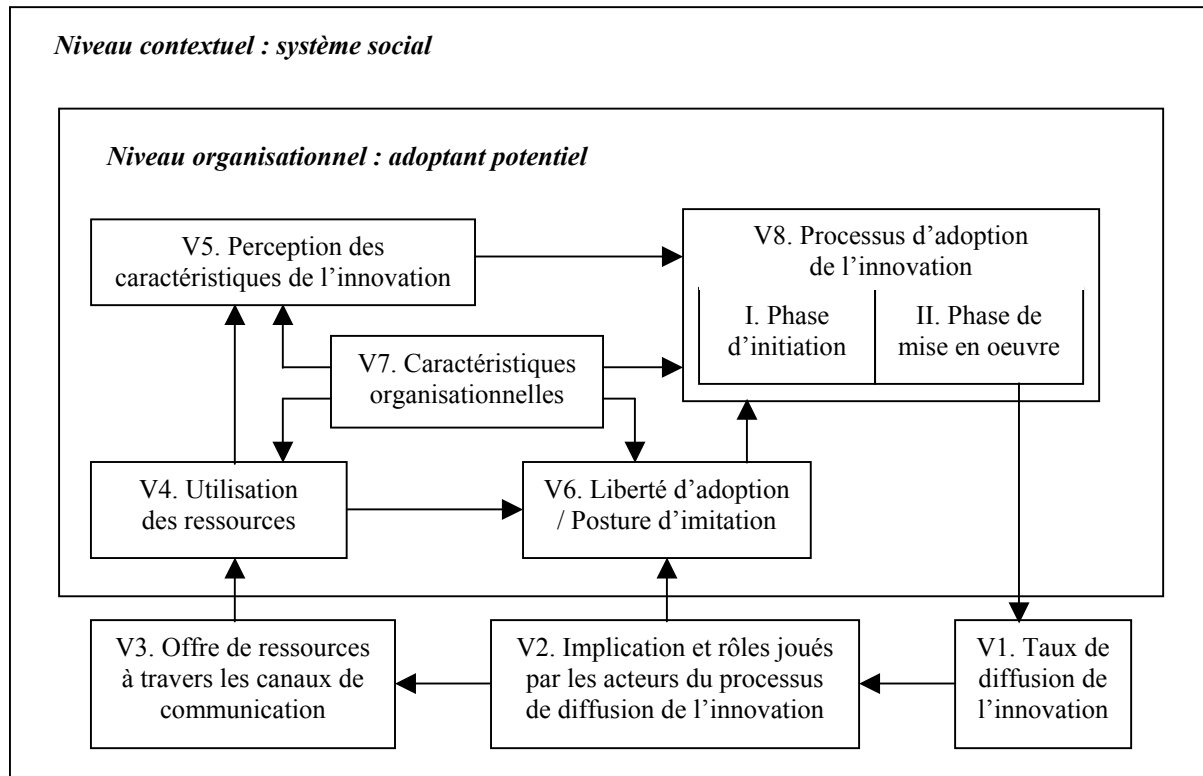 Niveau contextuel : système social
Niveau organisationnel : adoptant potentiel
V5. Perception des
caractéristiques de l’innovation
V8. Processus d’adoption
de l’innovation
I. Phase
d’initiation
II. Phase de
mise en oeuvre
V7. Caractéristiques
organisationnelles
V4. Utilisation
des ressources
V6. Liberté d’adoption
/ Posture d’imitation
V3. Offre de ressources
à travers les canaux de
communication
V2. Implication et rôles joués
par les acteurs du processus
de diffusion de l’innovation
V1. Taux de
diffusion de
l’innovation